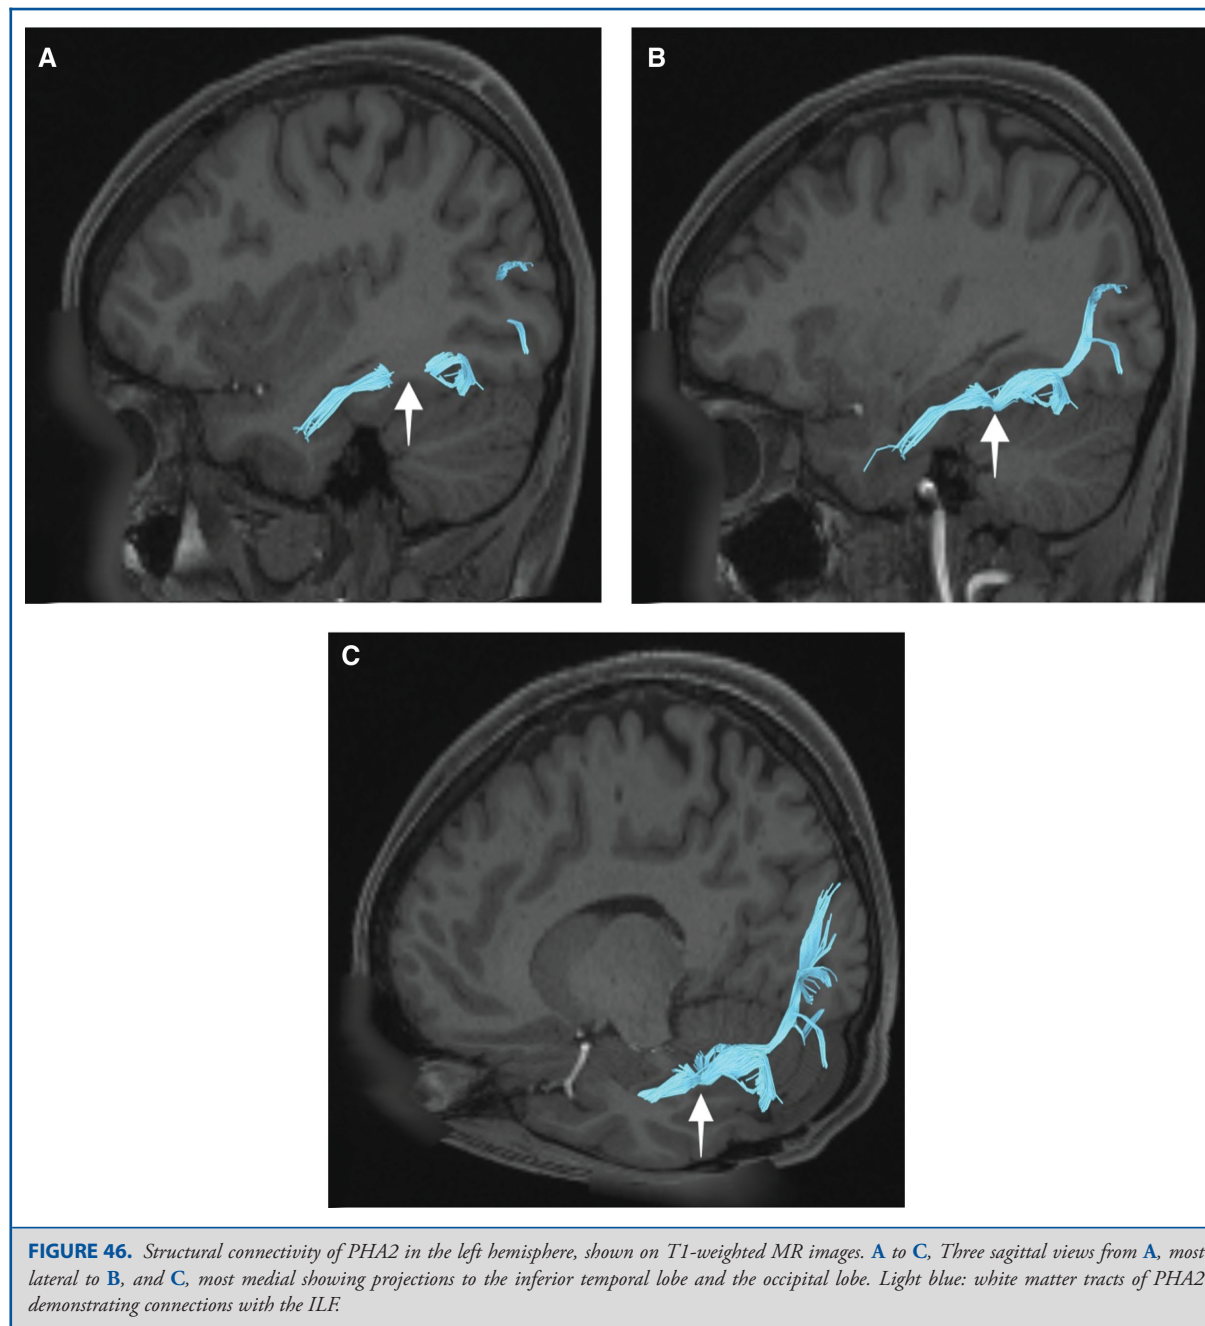 A
B
C
FIGURE 46. Structural connectivity of PHA2 in the left hemisphere, shown on T1-weighted MR images. A to C, Three sagittal views from A, most
lateral to B, and C, most medial showing projections to the inferior temporal lobe and the occipital lobe. Light blue: white matter tracts of PHA2
demonstrating connections with the ILF.